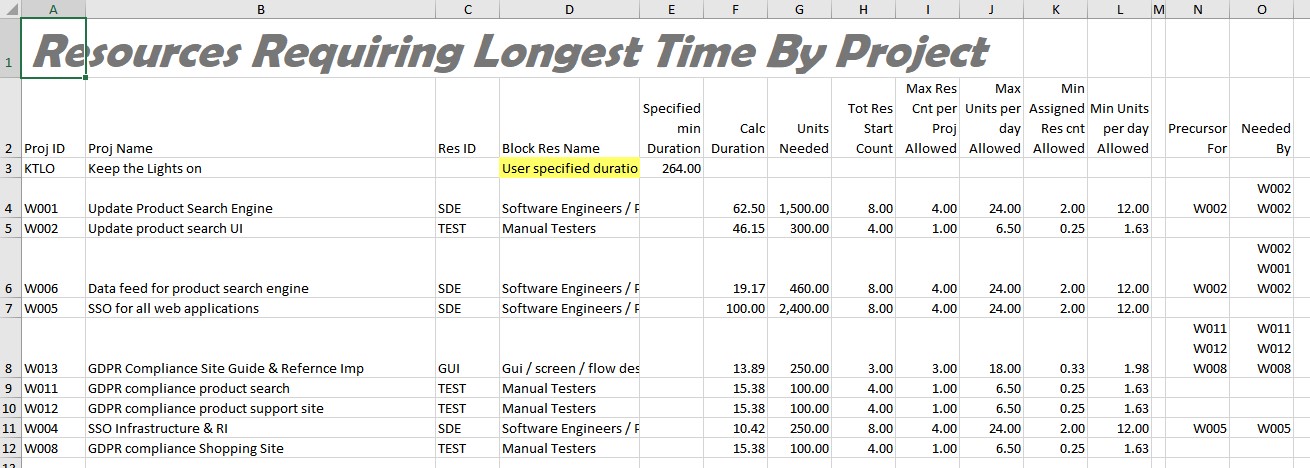 A B C D E F G H I J K L M N O
1 Resources Requiring Longest Time By Project
Max Res Max Min
Specified Tot Res Cnt per Units per Assigned Min Units
min Calc Units Start Proj day Res cnt per day Precursor Needed
2 Proj ID Proj Name Res ID Block Res Name Duration Duration Needed Count Allowed Allowed Allowed Allowed For By
3 KTLO Keep the Lights on User specified duratio 264.00
W002
4 W001 Update Product Search Engine SDE Software Engineers / 62.50 1,500.00 8.00 4.00 24.00 2.00 12.00 W002 W002
5 W002 Update product search UI TEST Manual Testers 46.15 300.00 4.00 1.00 6.50 0.25 1.63
W002
W001
6 W006 Data feed for product search engine SDE Software Engineers / 19.17 460.00 8.00 4.00 24.00 2.00 12.00 W002 W002
7 W005 SSO for all web applications SDE Software Engineers / 100.00 2,400.00 8.00 4.00 24.00 2.00 12.00
W011 W011
W012 W012
8 W013 GDPR Compliance Site Guide & Refernce Imp GUI Gui / screen / flow des 13.89 250.00 3.00 3.00 18.00 0.33 1.98 W008 W008
9 W011 GDPR compliance product search TEST Manual Testers 15.38 100.00 4.00 1.00 6.50 0.25 1.63
10 W012 GDPR compliance product support site TEST Manual Testers 15.38 100.00 4.00 1.00 6.50 0.25 1.63
11 W004 SSO Infrastructure & RI SDE Software Engineers / 10.42 250.00 8.00 4.00 24.00 2.00 12.00 W005 W005
12 W008 GDPR compliance Shopping Site TEST Manual Testers 15.38 100.00 4.00 1.00 6.50 0.25 1.63